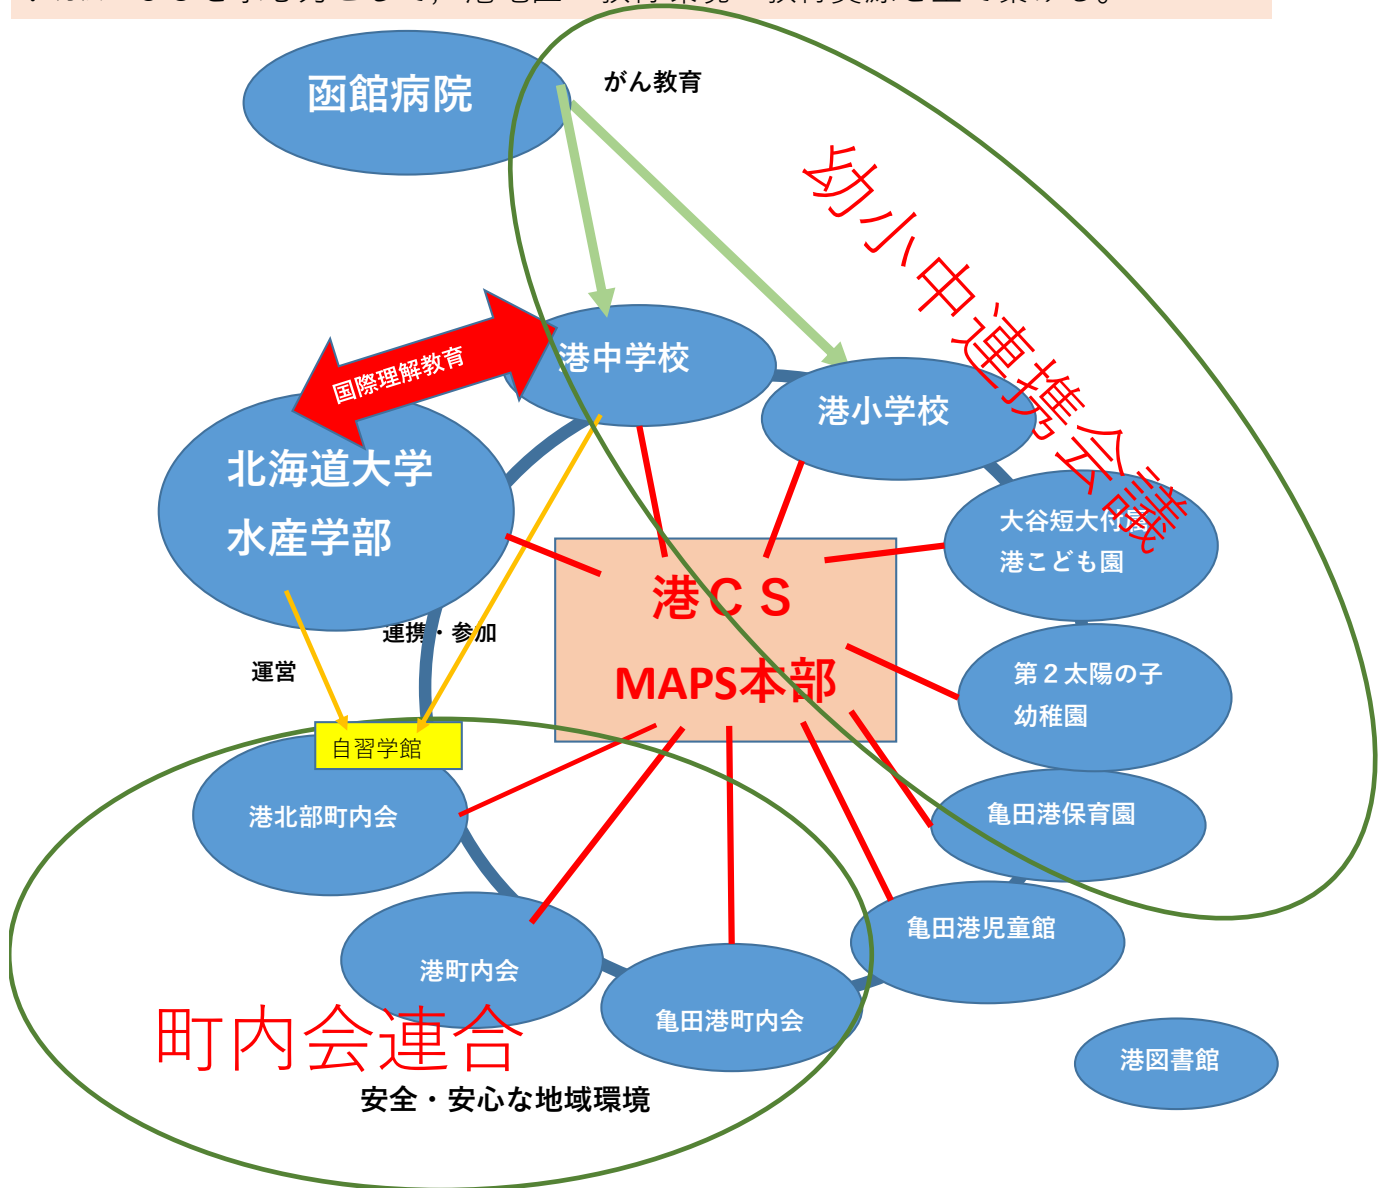 函館病院
がん教育
幼小中連携会議
国際理解教育
港中学校
港小学校
北海道大学
水産学部
大谷短大付属
港こども園
港ＣＳ
MAPS本部
連携・参加
運営
第２太陽の子
幼稚園
自習学館
港北部町内会
亀田港保育園
亀田港児童館
港町内会
亀田港町内会
町内会連合
港図書館
安全・安心な地域環境